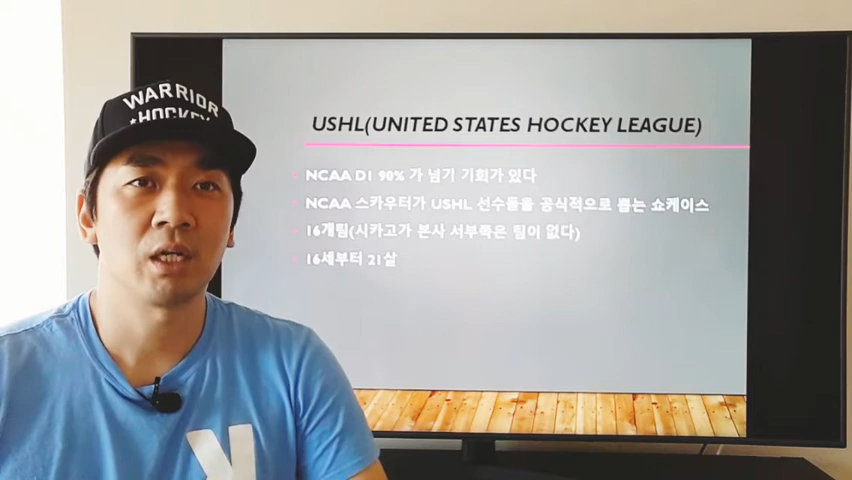 WARRIOR
HOCKEY
USHL(UNITED STATES HOCKEY LEAGUE)
NCAA D1 90% 가 넘기 기회가 있다
NCAA 스카우터가 USHL 선수들을 공식적으로 뽑는 쇼케이스
16개팀(시카고가 본사 서부쪽은 팀이 없다)
16세부터 21살